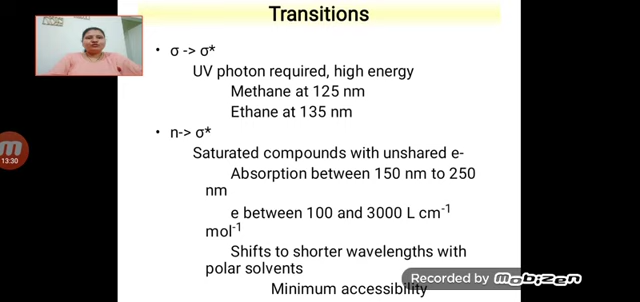 Transitions
• σ -> σ*
UV photon required, high energy
Methane at 125 nm
Ethane at 135 nm
• n-> σ*
Saturated compounds with unshared e-
Absorption between 150 nm to 250
nm
e between 100 and 3000 L cm⁻¹
mol⁻¹
Shifts to shorter wavelengths with
polar solvents
Minimum accessibility
Recorded by mobizen
m
13:30